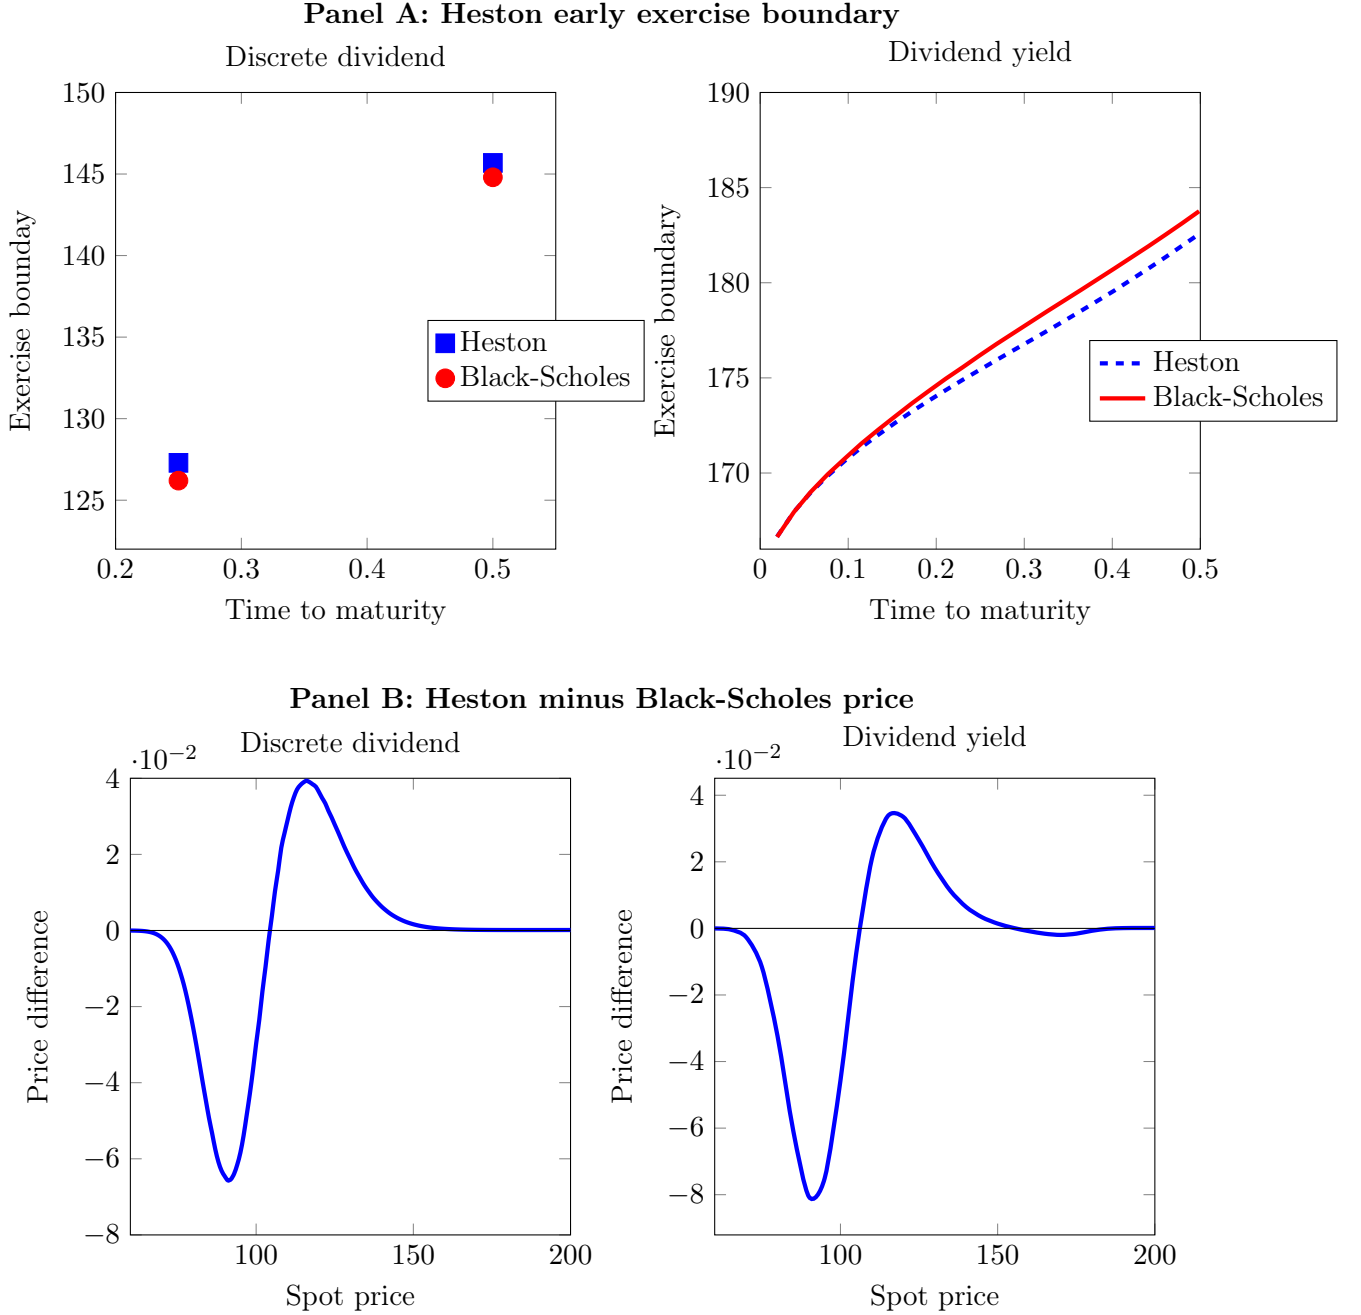 Panel A: Heston early exercise boundary
Discrete dividend
150
145
140
135
130
125
0.2 0.3 0.4 0.5
Exercise bounday
Time to maturity
Heston
Black-Scholes
Dividend yield
190
185
180
175
170
0 0.1 0.2 0.3 0.4 0.5
Exercise boundary
Time to maturity
Heston
Black-Scholes
Panel B: Heston minus Black-Scholes price
Discrete dividend
·10−2
4
2
0
−2
−4
−6
−8
100 150 200
Price difference
Spot price
Dividend yield
·10−2
4
2
0
−2
−4
−6
−8
100 150 200
Price difference
Spot price